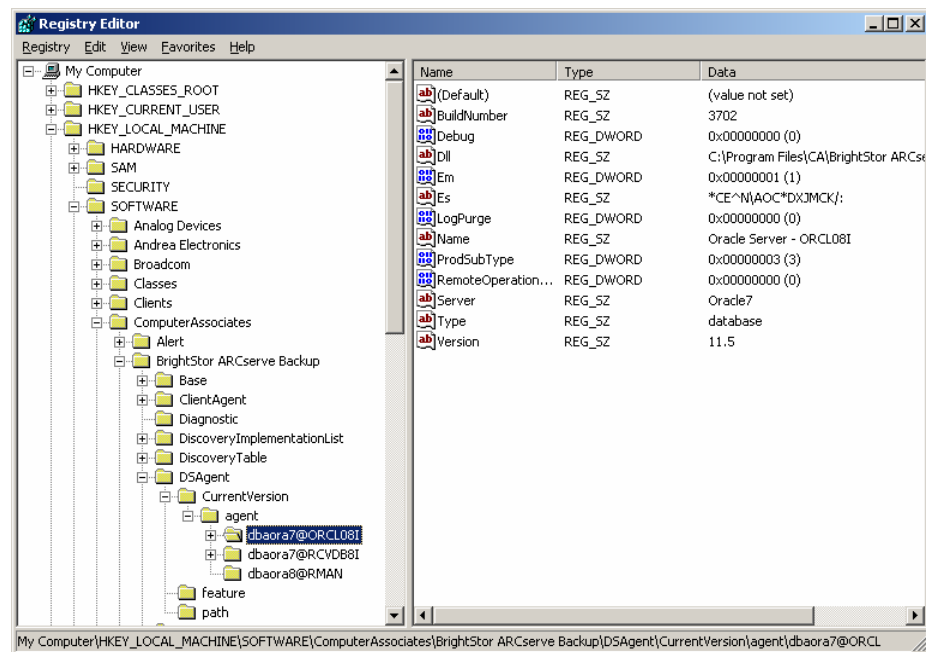 Registry Editor
Registry Edit View Favorites Help
My Computer
HKEY_CLASSES_ROOT
HKEY_CURRENT_USER
HKEY_LOCAL_MACHINE
HARDWARE
SAM
SECURITY
SOFTWARE
Analog Devices
Andrea Electronics
Broadcom
Classes
Clients
ComputerAssociates
Alert
BrightStor ARCserve Backup
Base
ClientAgent
Diagnostic
DiscoveryImplementationList
DiscoveryTable
DSAgent
CurrentVersion
agent
dbaora7@ORCL08I
dbaora7@RCVDB8I
dbaora8@RMAN
feature
path
Name Type Data
(Default) REG_SZ (value not set)
BuildNumber REG_SZ 3702
Debug REG_DWORD 0x00000000 (0)
Dll REG_SZ C:\Program Files\CA\BrightStor ARCse
Em REG_DWORD 0x00000001 (1)
Es REG_SZ *CE^N\AOC*DXJMCK/:
LogPurge REG_DWORD 0x00000000 (0)
Name REG_SZ Oracle Server - ORCL08I
ProdSubType REG_DWORD 0x00000003 (3)
RemoteOperation... REG_DWORD 0x00000000 (0)
Server REG_SZ Oracle7
Type REG_SZ database
Version REG_SZ 11.5
My Computer\HKEY_LOCAL_MACHINE\SOFTWARE\ComputerAssociates\BrightStor ARCserve Backup\DSAgent\CurrentVersion\agent\dbaora7@ORCL